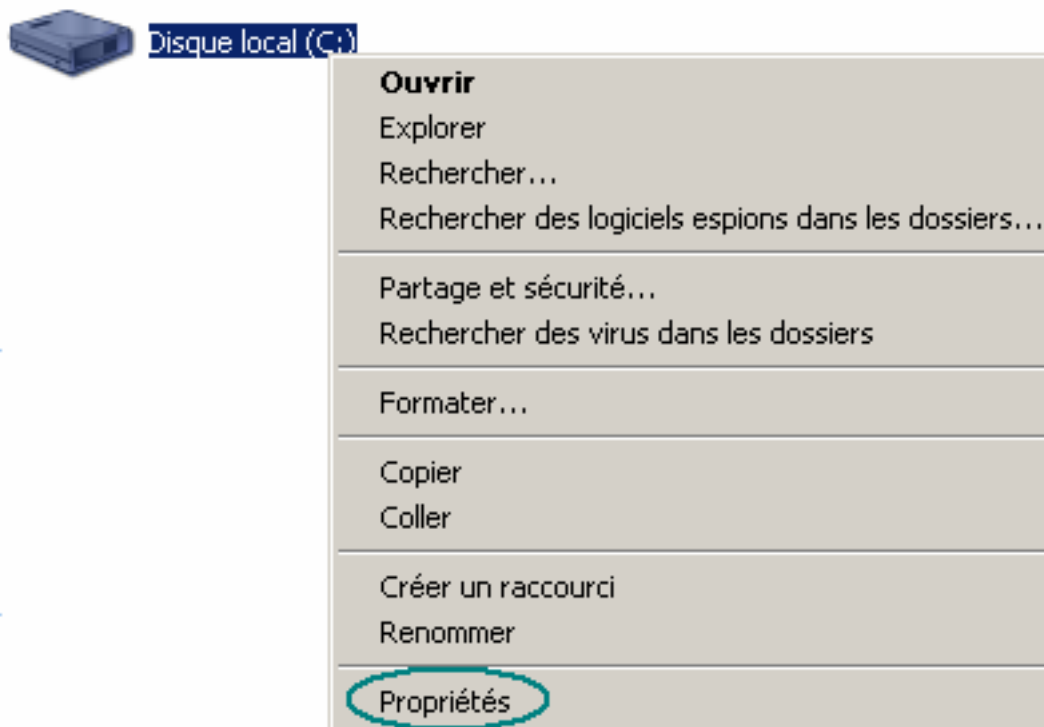 Disque local (C:)
Ouvrir
Explorer
Rechercher...
Rechercher des logiciels espions dans les dossiers...
Partage et sécurité...
Rechercher des virus dans les dossiers
Formater...
Copier
Coller
Créer un raccourci
Renommer
Propriétés